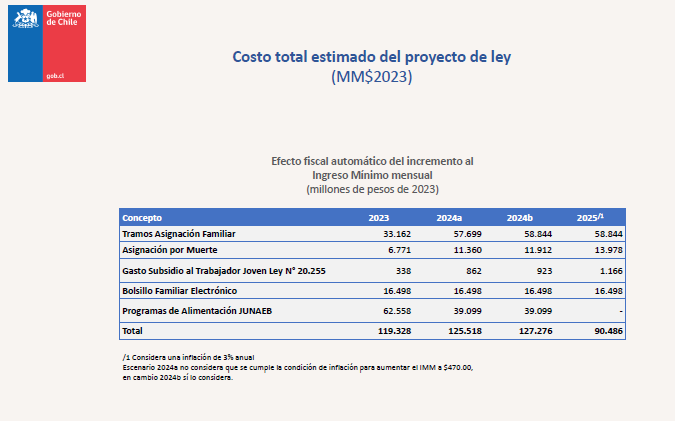 Gobierno
de Chile
gob.cl
Costo total estimado del proyecto de ley
(MM$2023)
Efecto fiscal automático del incremento al
Ingreso Mínimo mensual
(millones de pesos de 2023)
Concepto 2023 2024a 2024b 2025/1
Tramos Asignación Familiar 33.162 57.699 58.844 58.844
Asignación por Muerte 6.771 11.360 11.912 13.978
Gasto Subsidio al Trabajador Joven Ley N° 20.255 338 862 923 1.166
Bolsillo Familiar Electrónico 16.498 16.498 16.498 16.498
Programas de Alimentación JUNAEB 62.558 39.099 39.099 -
Total 119.328 125.518 127.276 90.486
/1 Considera una inflación de 3% anual
Escenario 2024a no considera que se cumple la condición de inflación para aumentar el IMM a $470.00,
en cambio 2024b sí lo considera.